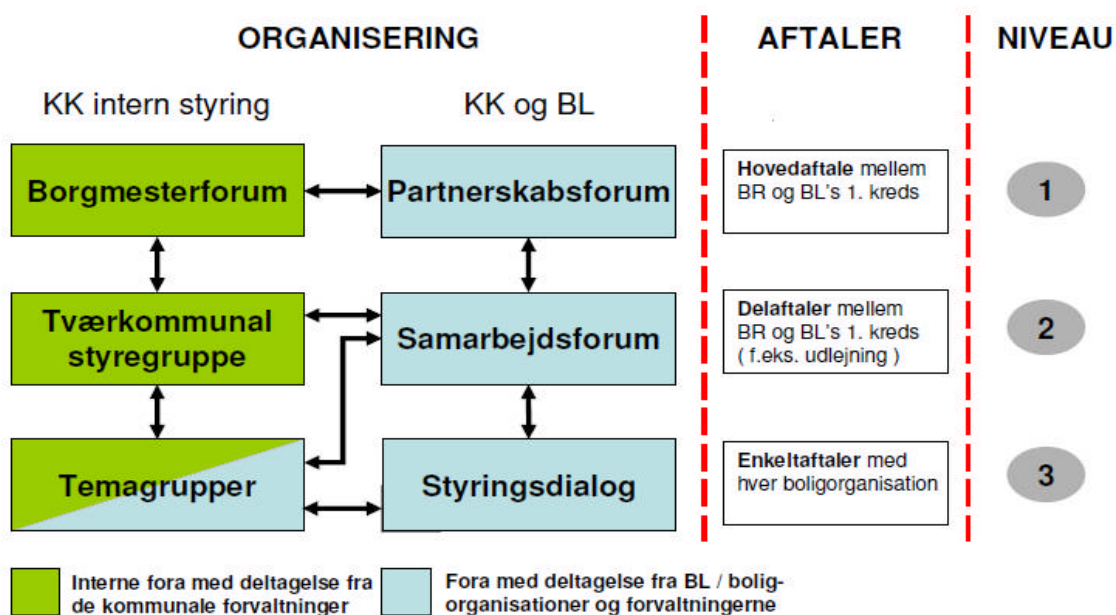 ORGANISERING
AFTALER
NIVEAU
KK intern styring
KK og BL
Borgmesterforum
Partnerskabsforum
Hovedaftale mellem
BR og BL's 1. kreds
1
Tværkommunal
styregruppe
Samarbejdsforum
Delaftaler mellem
BR og BL's 1. kreds
( f.eks. udlejning )
2
Temagrupper
Styringsdialog
Enkeltaftaler med
hver boligorganisation
3
Interne fora med deltagelse fra
de kommunale forvaltninger
Fora med deltagelse fra BL / bolig-
organisationer og forvaltningerne